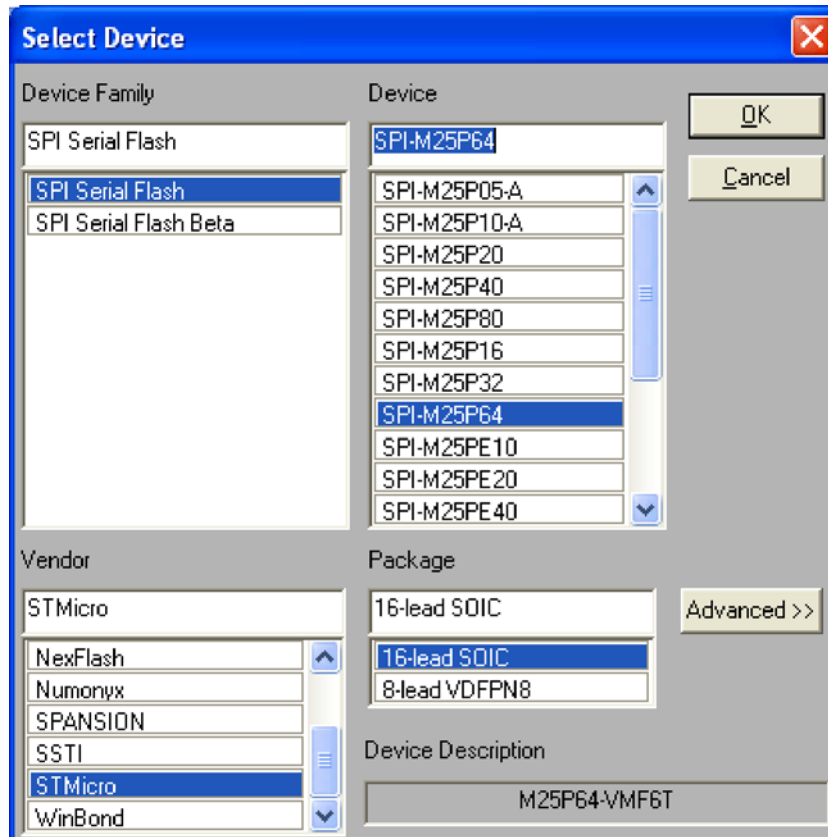 Select Device
Device Family
SPI Serial Flash
SPI Serial Flash
SPI Serial Flash Beta
Device
SPI-M25P64
SPI-M25P05-A
SPI-M25P10-A
SPI-M25P20
SPI-M25P40
SPI-M25P80
SPI-M25P16
SPI-M25P32
SPI-M25P64
SPI-M25PE10
SPI-M25PE20
SPI-M25PE40
OK
Cancel
Vendor
STMicro
NexFlash
Numonyx
SPANSION
SSTI
STMicro
WinBond
Package
16-lead SOIC
16-lead SOIC
8-lead VDFPN8
Advanced >>
Device Description
M25P64-VMF6T